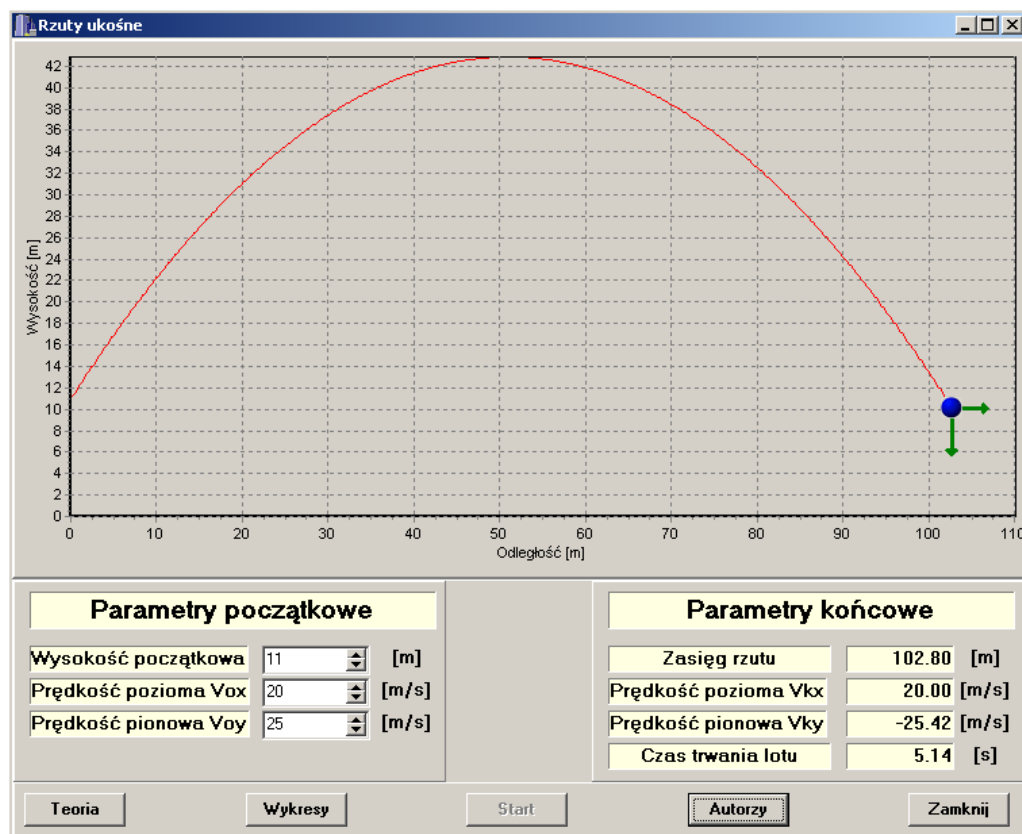 Rzuty ukośne
Wysokość [m]
42
40
38
36
34
32
30
28
26
24
22
20
18
16
14
12
10
8
6
4
2
0
0 10 20 30 40 50 60 70 80 90 100 110
Odległość [m]
Parametry początkowe
Wysokość początkowa 11 [m]
Prędkość pozioma Vox 20 [m/s]
Prędkość pionowa Voy 25 [m/s]
Parametry końcowe
Zasięg rzutu 102.80 [m]
Prędkość pozioma Vkx 20.00 [m/s]
Prędkość pionowa Vky -25.42 [m/s]
Czas trwania lotu 5.14 [s]
Teoria Wykresy Start Autorzy Zamknij